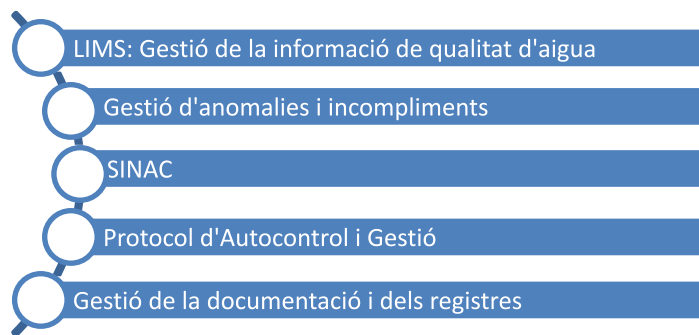 LIMS: Gestió de la informació de qualitat d'aigua
Gestió d'anomalies i incompliments
SINAC
Protocol d'Autocontrol i Gestió
Gestió de la documentació i dels registres